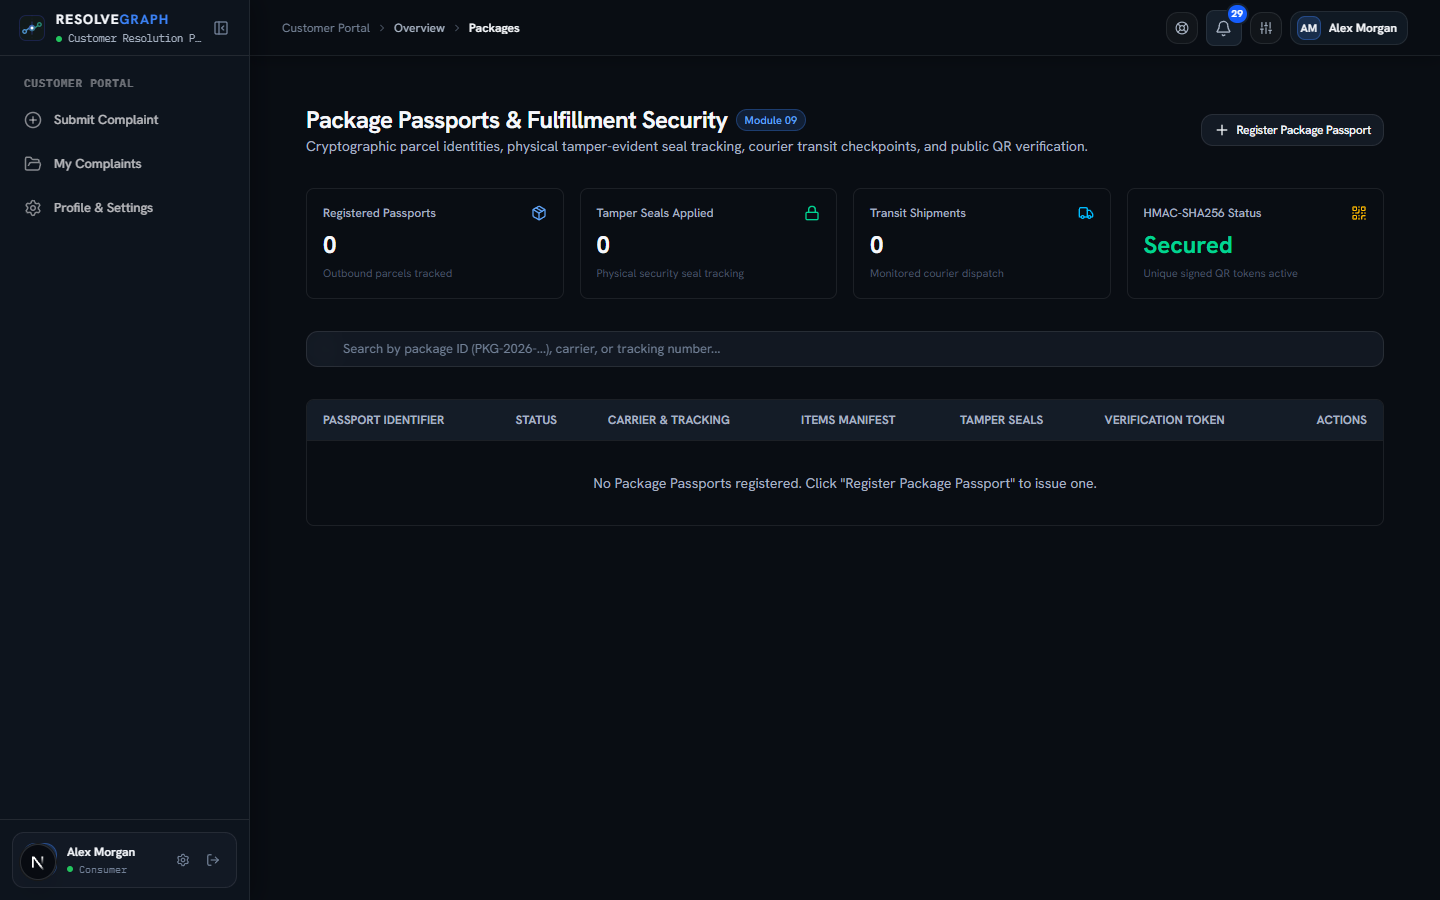 RESOLVEGRAPH
Customer Resolution P…
Customer Portal > Overview > Packages
29
AM
Alex Morgan
CUSTOMER PORTAL
Submit Complaint
My Complaints
Profile & Settings
Package Passports & Fulfillment Security
Module 09
Cryptographic parcel identities, physical tamper-evident seal tracking, courier transit checkpoints, and public QR verification.
Register Package Passport
Registered Passports
0
Outbound parcels tracked
Tamper Seals Applied
0
Physical security seal tracking
Transit Shipments
0
Monitored courier dispatch
HMAC-SHA256 Status
Secured
Unique signed QR tokens active
Search by package ID (PKG-2026-...), carrier, or tracking number...
PASSPORT IDENTIFIER STATUS CARRIER & TRACKING ITEMS MANIFEST TAMPER SEALS VERIFICATION TOKEN ACTIONS
No Package Passports registered. Click "Register Package Passport" to issue one.
N
Alex Morgan
Consumer